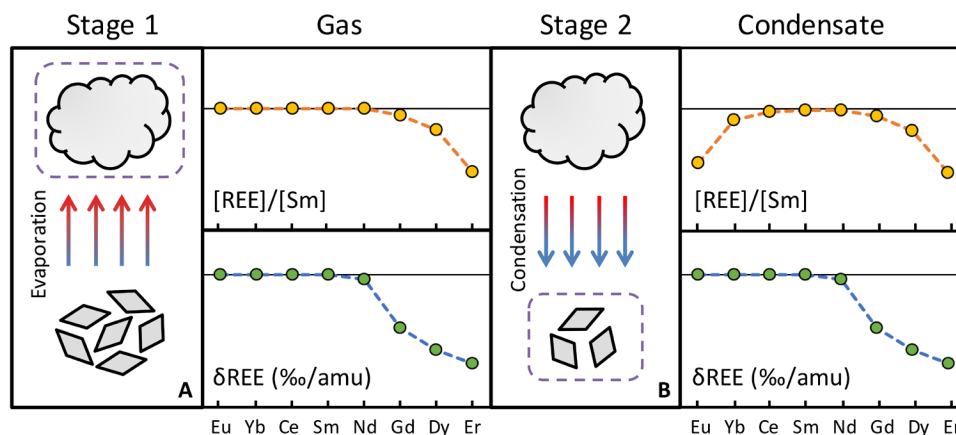 Stage 1
Gas
Stage 2
Condensate
Evaporation
A
[REE]/[Sm]
δREE (‰/amu)
Eu Yb Ce Sm Nd Gd Dy Er
Condensation
B
[REE]/[Sm]
δREE (‰/amu)
Eu Yb Ce Sm Nd Gd Dy Er